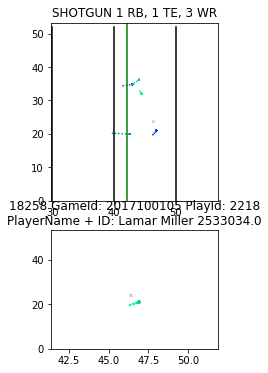 SHOTGUN 1 RB, 1 TE, 3 WR
50
40
30
20
10
0
30 40 50
18258 GameId: 2017100105 PlayId: 2218
PlayerName + ID: Lamar Miller 2533034.0
40
20
0
42.5 45.0 47.5 50.0